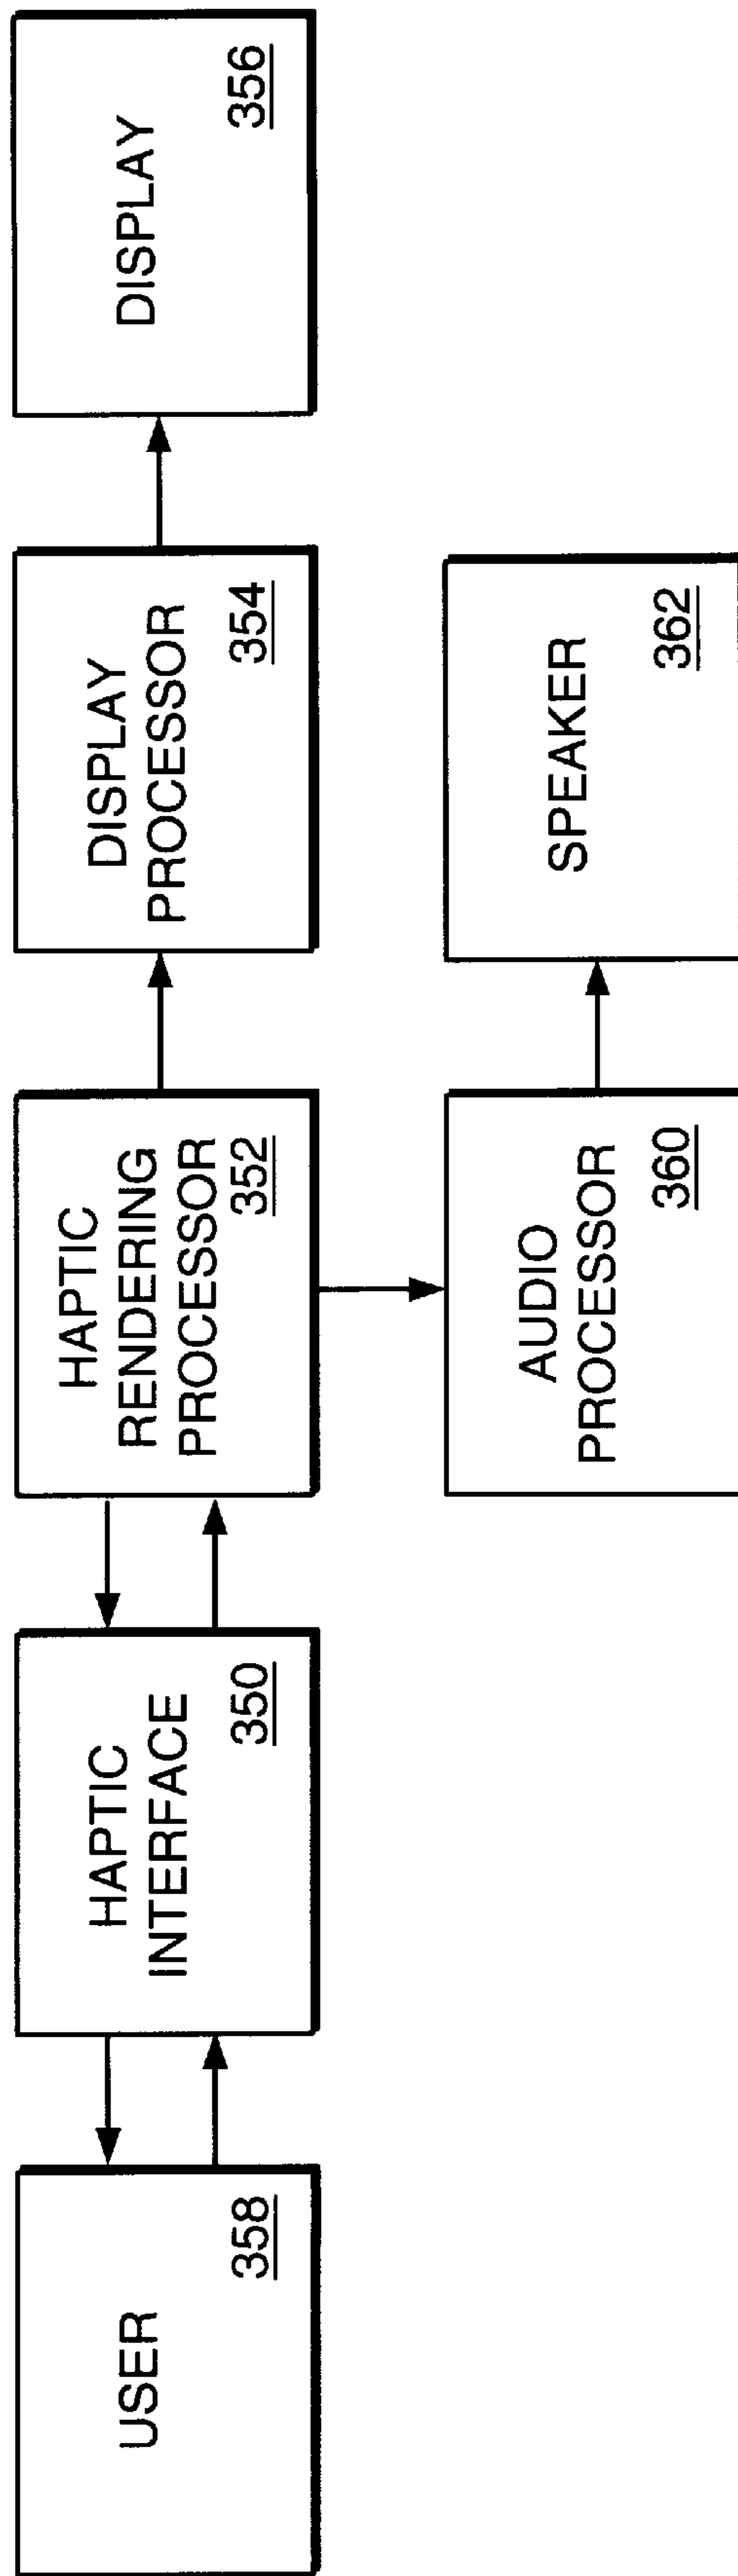 USER
358
HAPTIC
INTERFACE
350
HAPTIC
RENDERING
PROCESSOR
352
DISPLAY
PROCESSOR
354
DISPLAY
356
AUDIO
PROCESSOR
360
SPEAKER
362